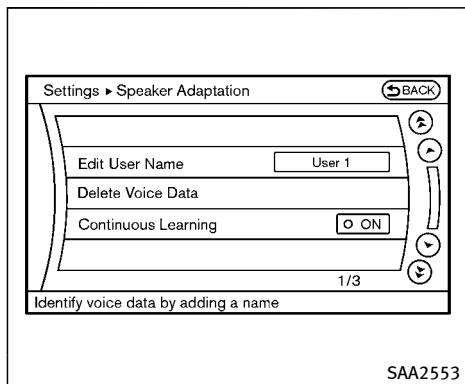 Settings ▸ Speaker Adaptation BACK
Edit User Name User 1
Delete Voice Data
Continuous Learning ON
1/3
Identify voice data by adding a name
SAA2553